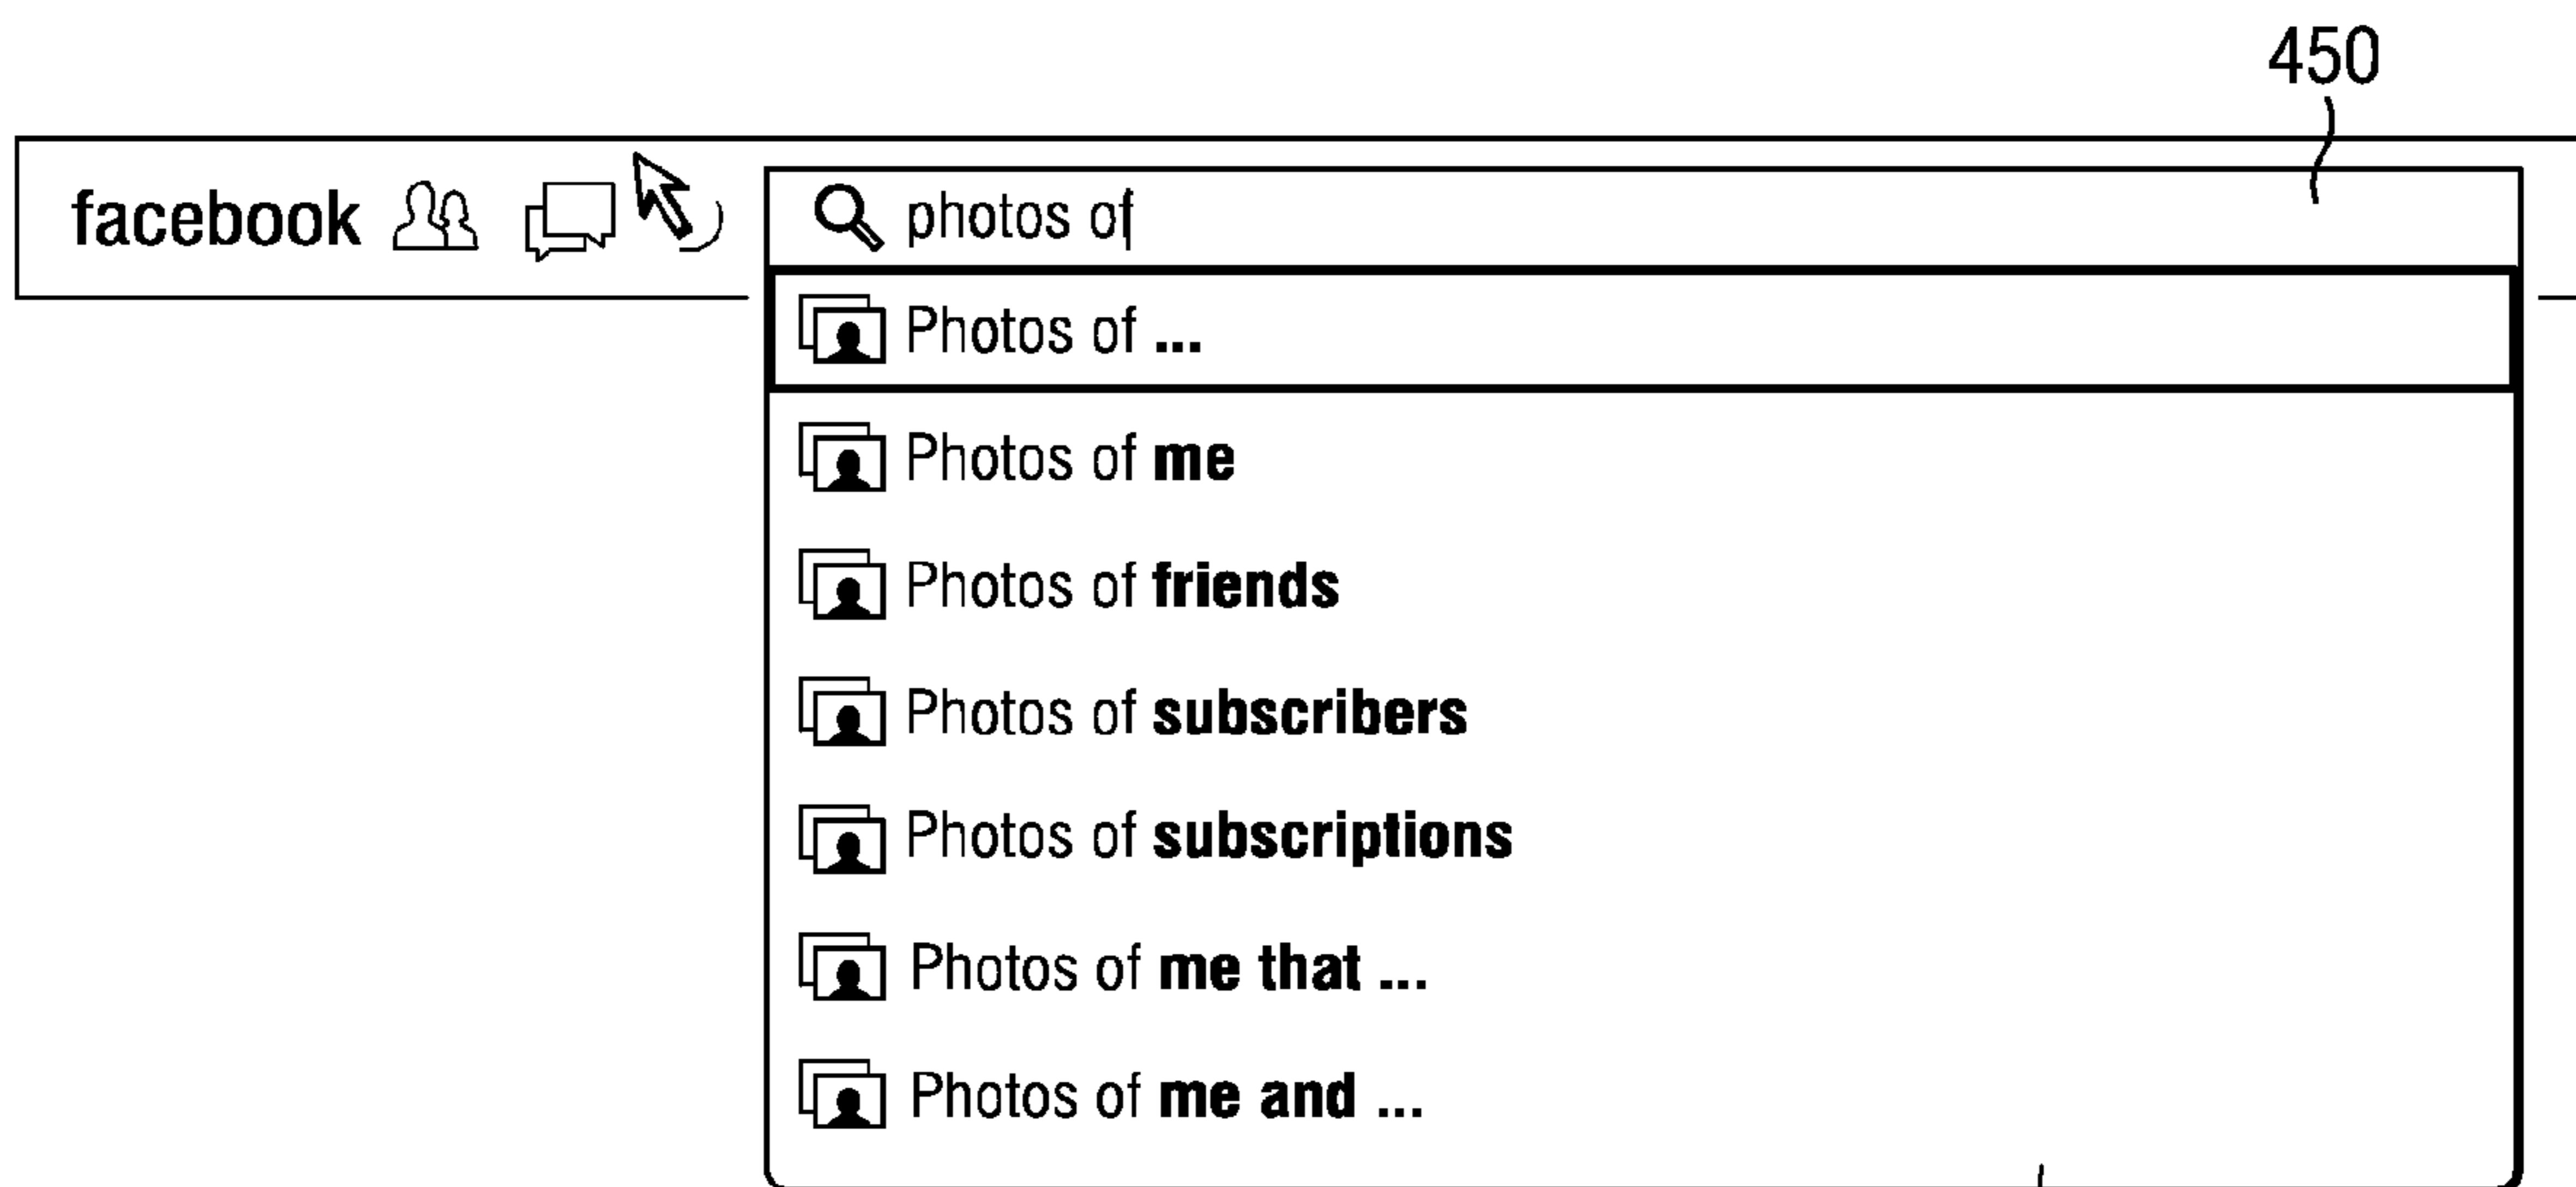 450
facebook photos of
Photos of ...
Photos of me
Photos of friends
Photos of subscribers
Photos of subscriptions
Photos of me that ...
Photos of me and ...